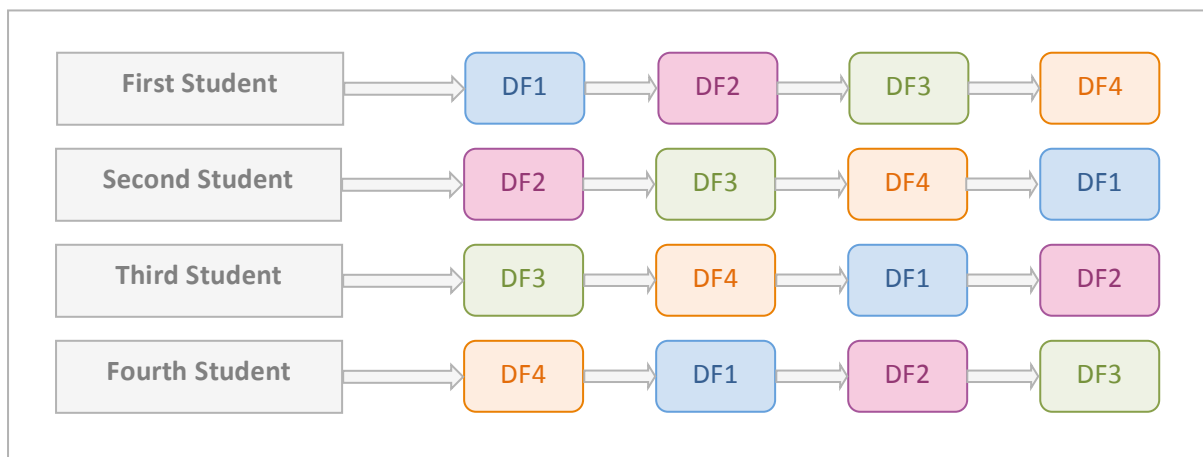 First Student DF1 DF2 DF3 DF4
Second Student DF2 DF3 DF4 DF1
Third Student DF3 DF4 DF1 DF2
Fourth Student DF4 DF1 DF2 DF3